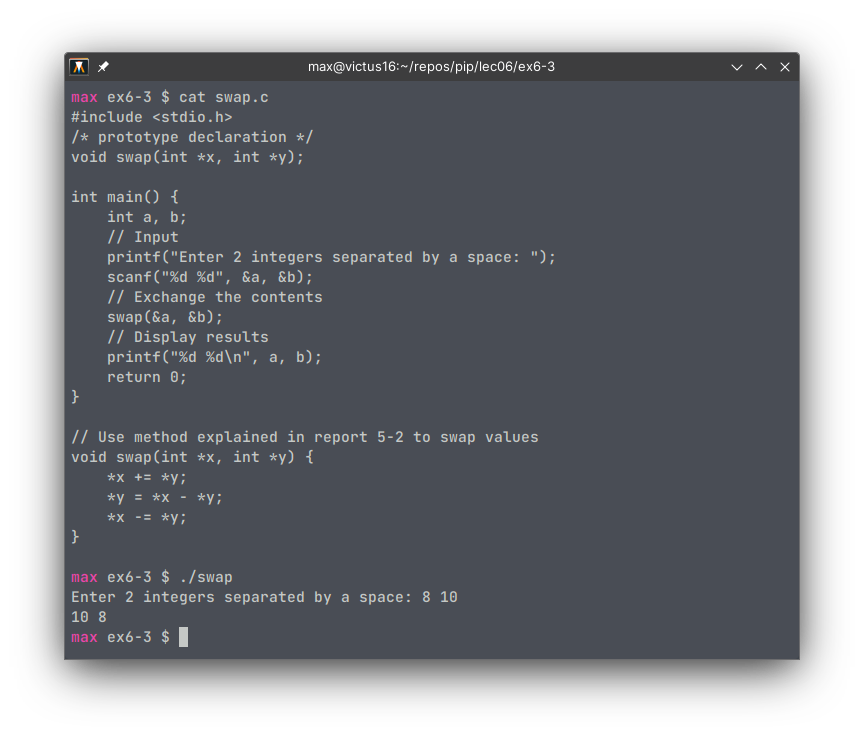 max@victus16:~/repos/pip/lec06/ex6-3
max ex6-3 $ cat swap.c
#include <stdio.h>
/* prototype declaration */
void swap(int *x, int *y);

int main() {
    int a, b;
    // Input
    printf("Enter 2 integers separated by a space: ");
    scanf("%d %d", &a, &b);
    // Exchange the contents
    swap(&a, &b);
    // Display results
    printf("%d %d\n", a, b);
    return 0;
}

// Use method explained in report 5-2 to swap values
void swap(int *x, int *y) {
    *x += *y;
    *y = *x - *y;
    *x -= *y;
}

max ex6-3 $ ./swap
Enter 2 integers separated by a space: 8 10
10 8
max ex6-3 $